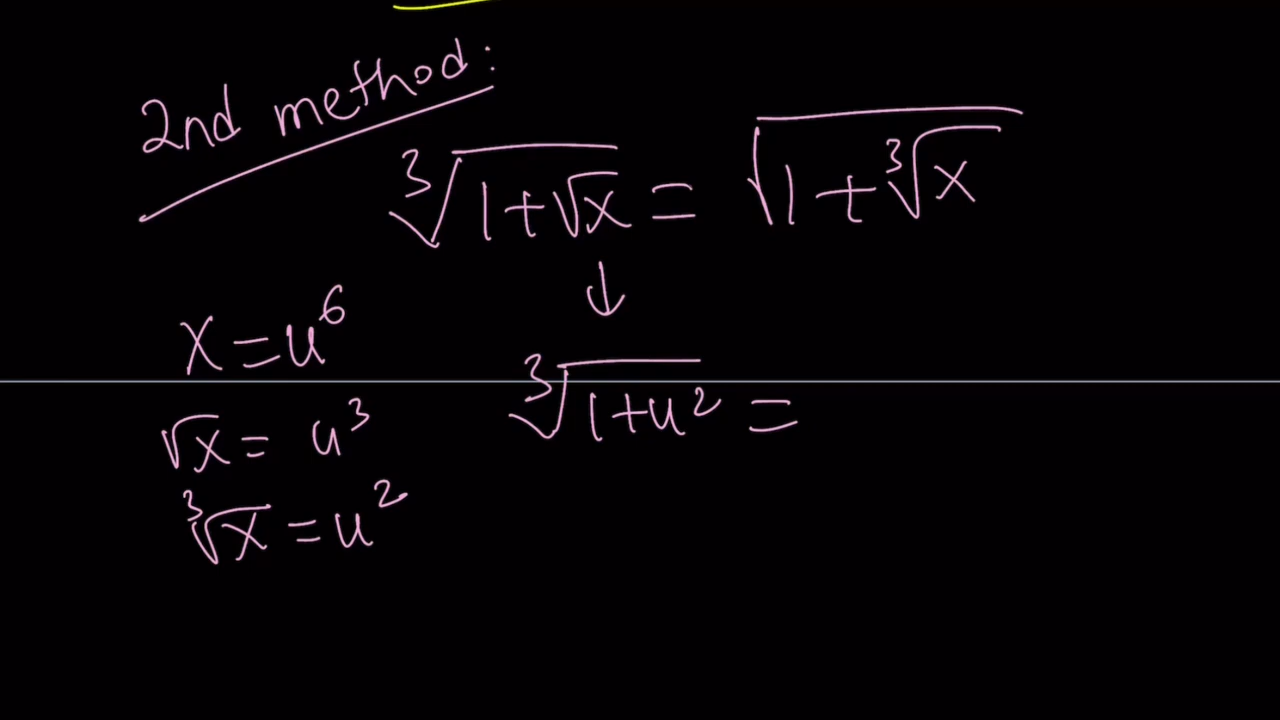 2nd method:
∛(1+√x) = √(1+∛x)
↓
x = u⁶
∛(1+u²) =
√x = u³
∛x = u²